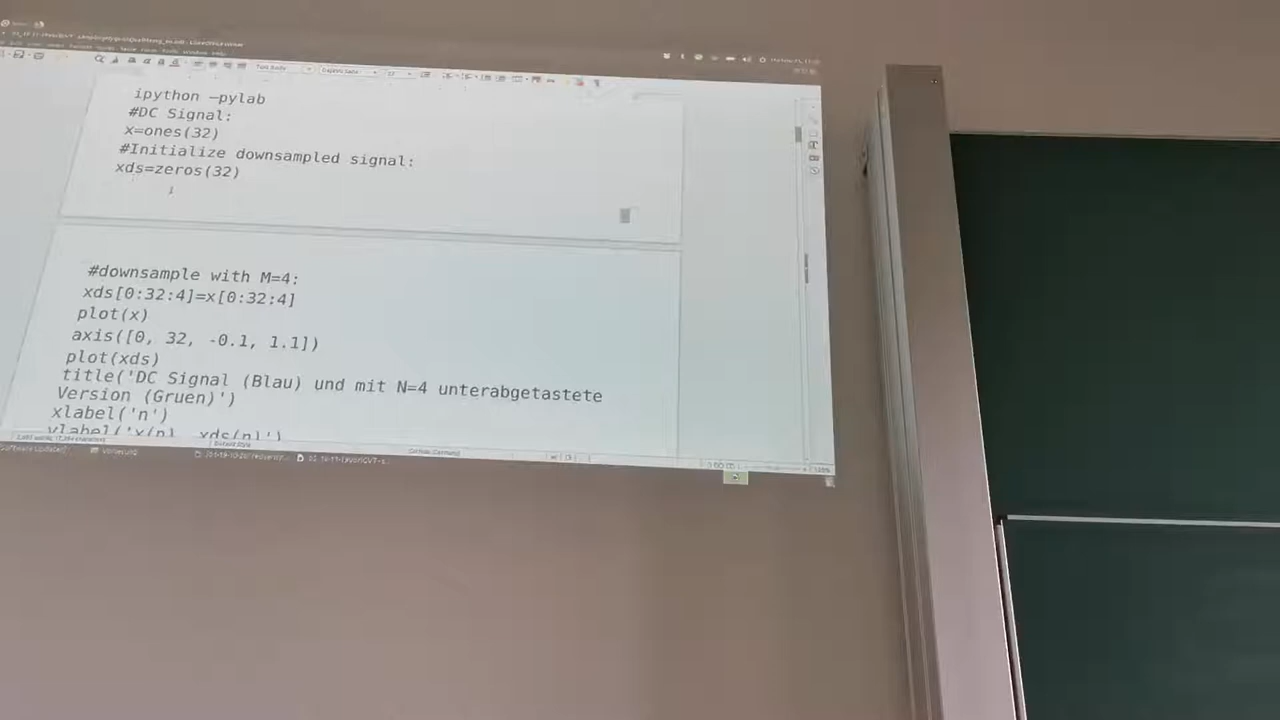 ipython –pylab
#DC Signal:
x=ones(32)
#Initialize downsampled signal:
xds=zeros(32)
#downsample with M=4:
xds[0:32:4]=x[0:32:4]
plot(x)
axis([0, 32, -0.1, 1.1])
plot(xds)
title('DC Signal (Blau) und mit N=4 unterabgetastete
Version (Gruen)')
xlabel('n')
ylabel('x(n), xds(n)')